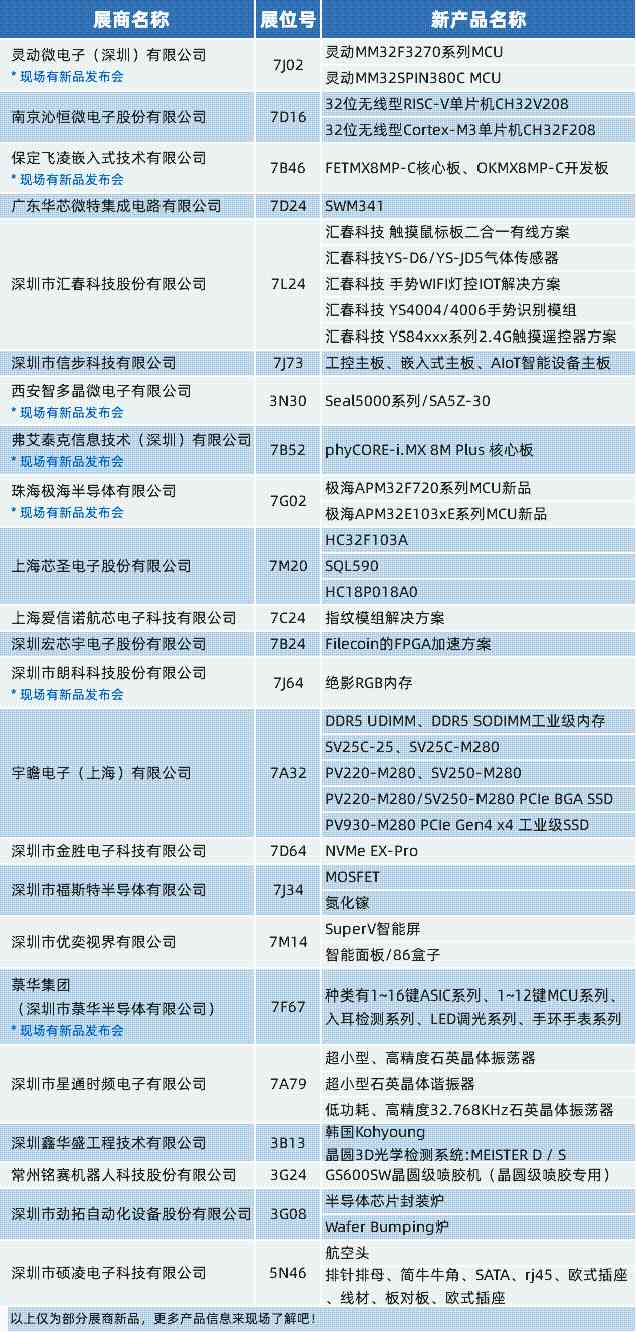 展商名称 展位号 新产品名称
灵动微电子（深圳）有限公司
*现场有新品发布会
7J02
灵动MM32F3270系列MCU
灵动MM32SPIN380C MCU
南京沁恒微电子股份有限公司
7D16
32位无线型RISC-V单片机CH32V208
32位无线型Cortex-M3单片机CH32F208
保定飞凌嵌入式技术有限公司
*现场有新品发布会
7B46
FETMX8MP-C核心板、OKMX8MP-C开发板
广东华芯微特集成电路有限公司 7D24 SWM341
深圳市汇春科技股份有限公司
7L24
汇春科技 触摸鼠标板二合一有线方案
汇春科技YS-D6/YS-JD5气体传感器
汇春科技 手势WIFI灯控IOT解决方案
汇春科技 YS4004/4006手势识别模组
汇春科技 YS84xxx系列2.4G触摸遥控器方案
深圳市信步科技有限公司 7J73 工控主板、嵌入式主板、AIoT智能设备主板
西安智多晶微电子有限公司
*现场有新品发布会
3N30
Seal5000系列/SA5Z-30
弗艾泰克信息技术（深圳）有限公司
*现场有新品发布会
7B52
phyCORE-i.MX 8M Plus 核心板
珠海极海半导体有限公司
*现场有新品发布会
7G02
极海APM32F720系列MCU新品
极海APM32E103xE系列MCU新品
上海芯圣电子股份有限公司
7M20
HC32F103A
SQL590
HC18P018A0
上海爱信诺航芯电子科技有限公司 7C24 指纹模组解决方案
深圳宏芯宇电子股份有限公司 7B24 Filecoin的FPGA加速方案
深圳市朗科科技股份有限公司
*现场有新品发布会
7J64
绝影RGB内存
宇瞻电子（上海）有限公司
7A32
DDR5 UDIMM、DDR5 SODIMM工业级内存
SV25C-25、SV25C-M280
PV220-M280、SV250-M280
PV220-M280/SV250-M280 PCIe BGA SSD
PV930-M280 PCIe Gen4 x4 工业级SSD
深圳市金胜电子科技有限公司 7D64 NVMe EX-Pro
深圳市福斯特半导体有限公司
7J34
MOSFET
氮化镓
深圳市优奕视界有限公司
7M14
SuperV智能屏
智能面板/86盒子
蒸华集团
（深圳市蒸华半导体有限公司）
*现场有新品发布会
7F67
种类有1~16键ASIC系列、1~12键MCU系列、
入耳检测系列、LED调光系列、手环手表系列
深圳市星通时频电子有限公司
7A79
超小型、高精度石英晶体振荡器
超小型石英晶体谐振器
低功耗、高精度32.768KHz石英晶体振荡器
深圳鑫华盛工程技术有限公司
3B13
韩国Kohyoung
晶圆3D光学检测系统:MEISTER D / S
常州铭赛机器人科技股份有限公司 3G24 GS600SW晶圆级喷胶机（晶圆级喷胶专用）
深圳市劲拓自动化设备股份有限公司
3G08
半导体芯片封装炉
Wafer Bumping炉
深圳市硕凌电子科技有限公司
5N46
航空头
排针排母、简牛牛角、SATA、rj45、欧式插座
、线材、板对板、欧式插座
以上仅为部分展商新品，更多产品信息来现场了解吧！